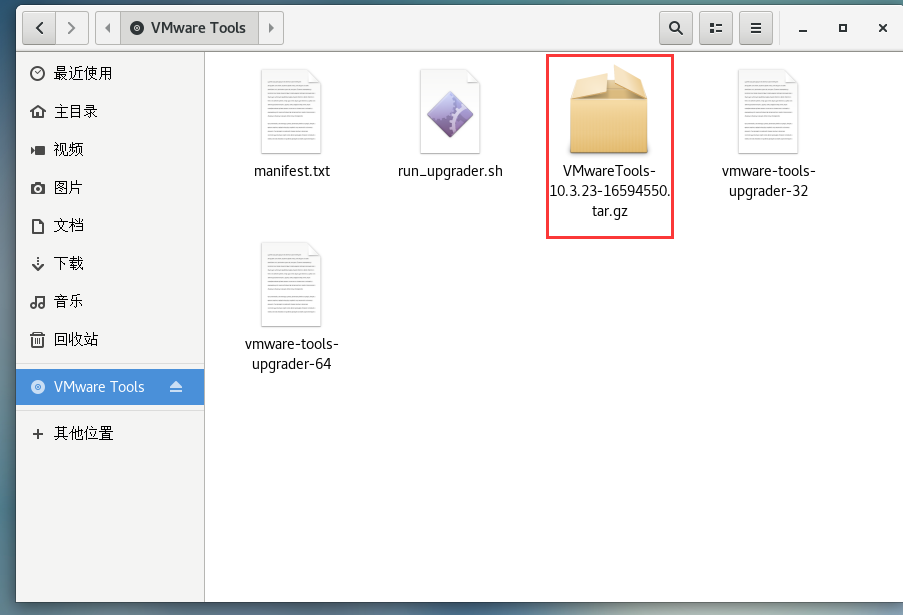 VMware Tools
最近使用
主目录
视频
图片
文档
下载
音乐
回收站
VMware Tools
其他位置
manifest.txt
run_upgrader.sh
VMwareTools-
10.3.23-16594550.
tar.gz
vmware-tools-
upgrader-32
vmware-tools-
upgrader-64